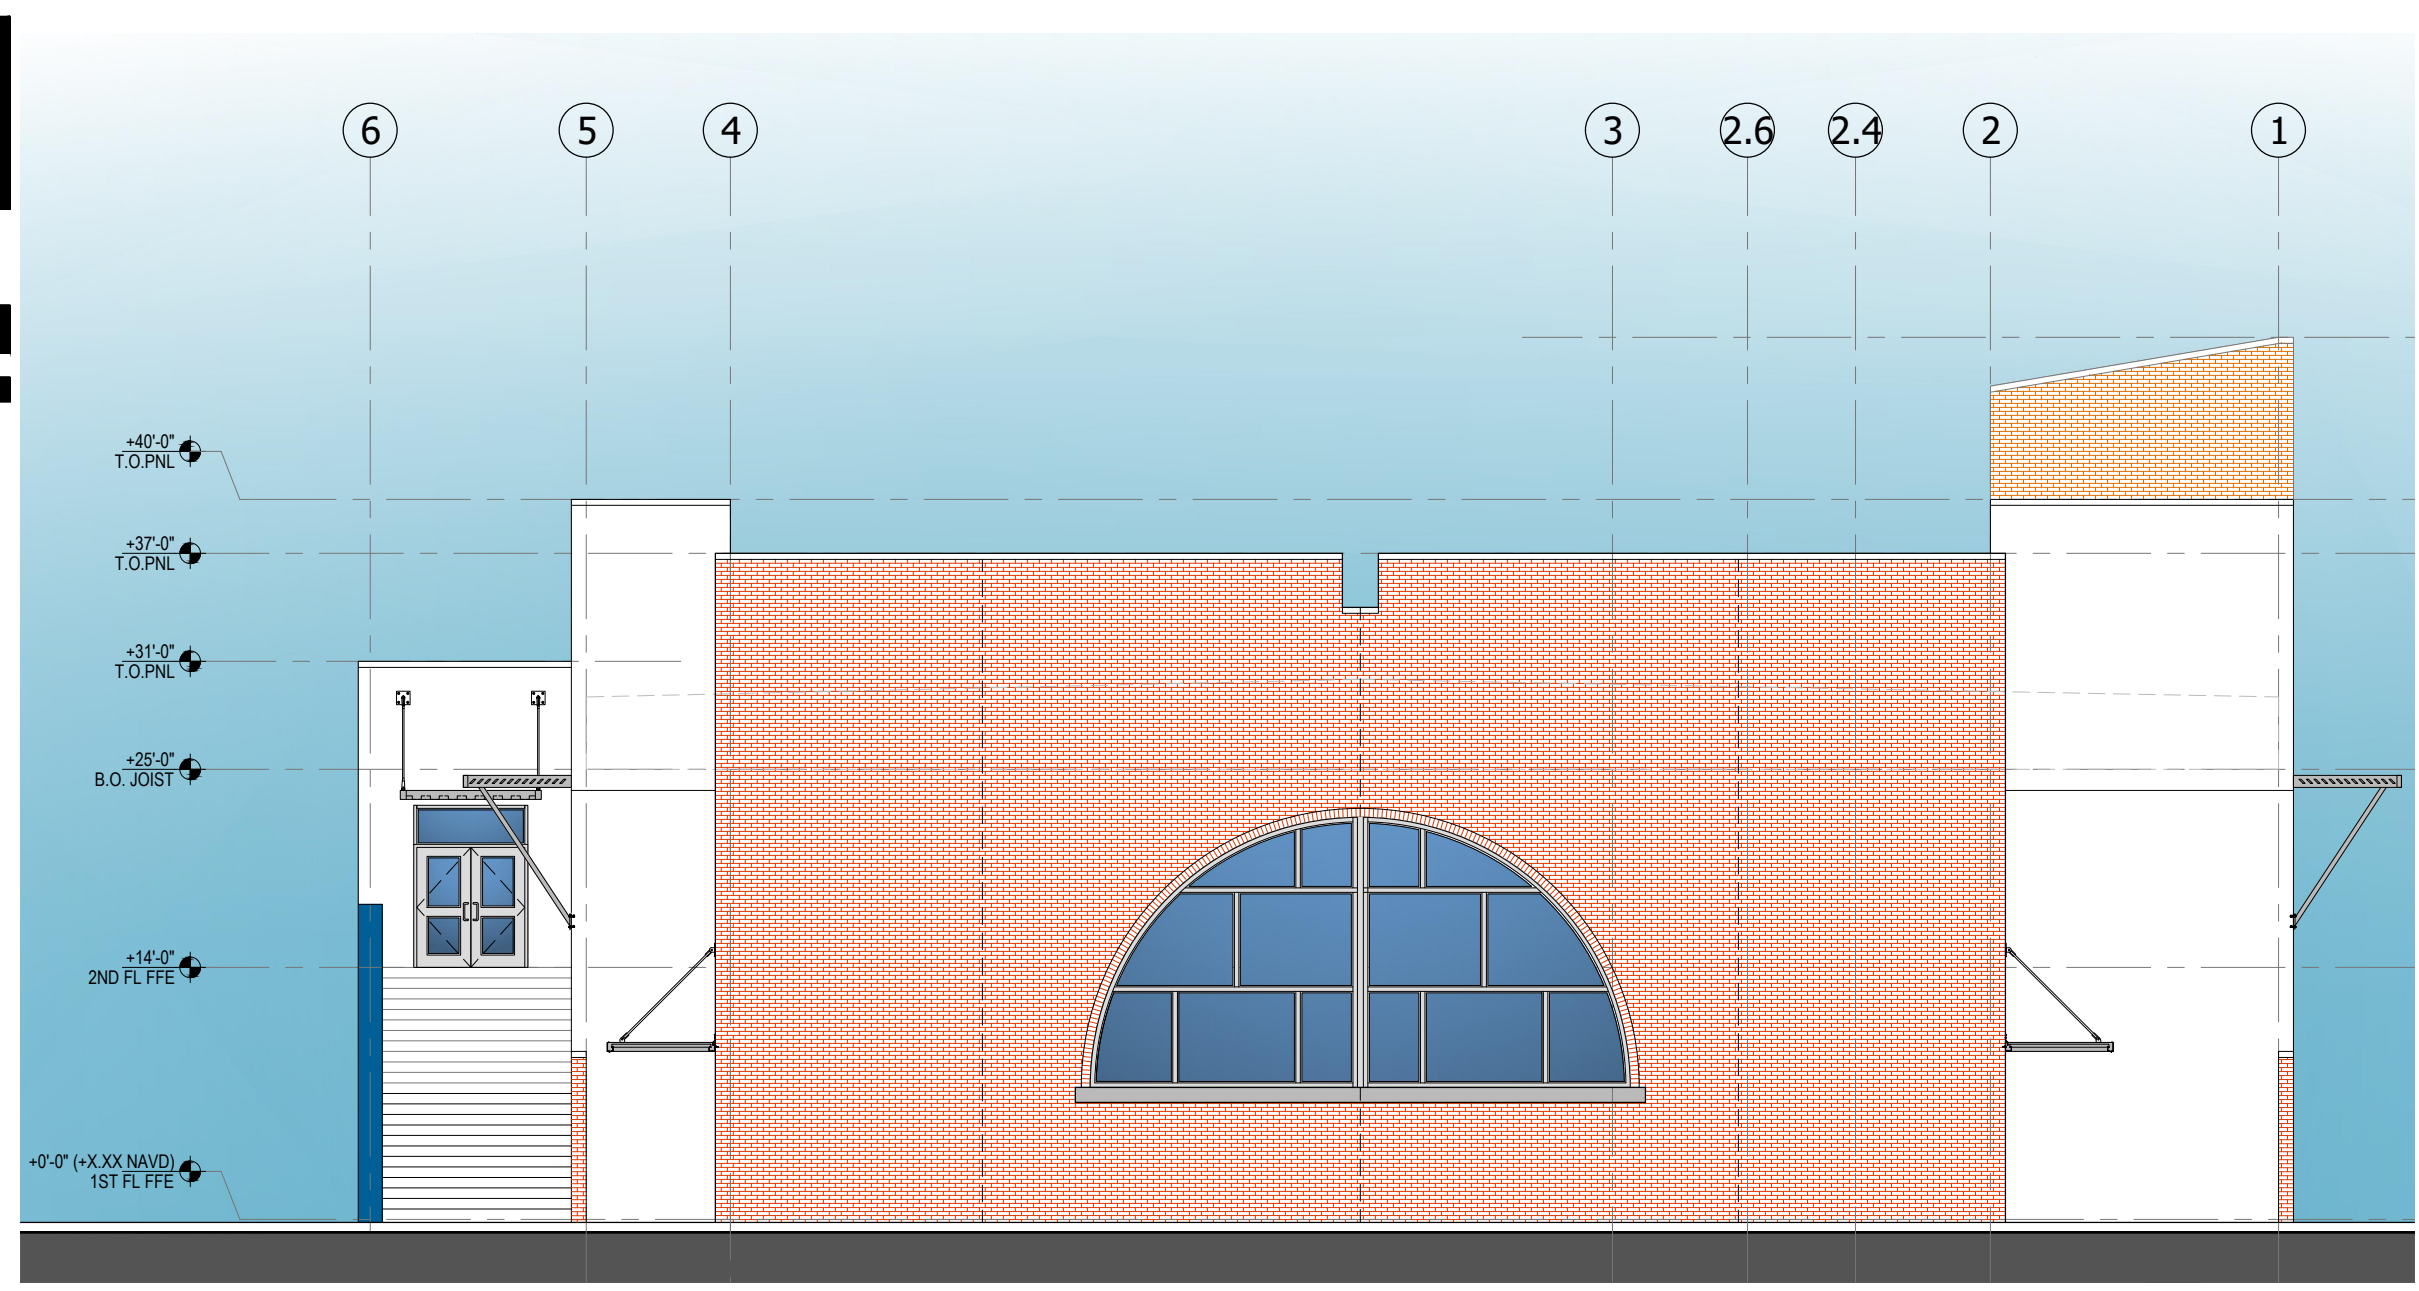 6 5 4 3 2.6 2.4 2 1
+40'-0"
T.O.PNL
+37'-0"
T.O.PNL
+31'-0"
T.O.PNL
+25'-0"
B.O. JOIST
+14'-0"
2ND FL FFE
+0'-0" (+X.XX NAVD)
1ST FL FFE